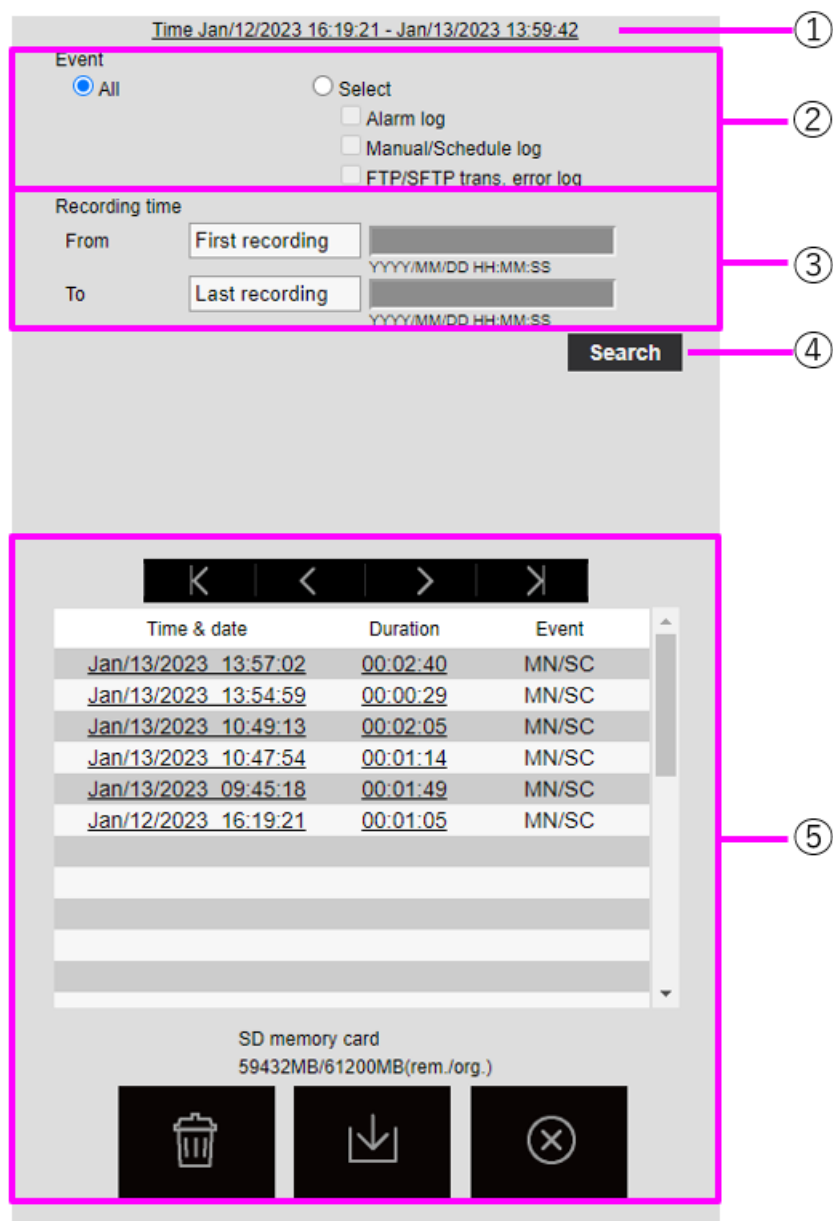 Time Jan/12/2023 16:19:21 - Jan/13/2023 13:59:42 ①
Event
All Select
Alarm log
②
Manual/Schedule log
FTP/SFTP trans. error log
Recording time
From First recording
YYYY/MM/DD HH:MM:SS
③
To Last recording
YYYY/MM/DD HH:MM:SS
Search ④
Time & date Duration Event
Jan/13/2023 13:57:02 00:02:40 MN/SC
Jan/13/2023 13:54:59 00:00:29 MN/SC
Jan/13/2023 10:49:13 00:02:05 MN/SC
Jan/13/2023 10:47:54 00:01:14 MN/SC
Jan/13/2023 09:45:18 00:01:49 MN/SC
Jan/12/2023 16:19:21 00:01:05 MN/SC
⑤
SD memory card
59432MB/61200MB(rem./org.)